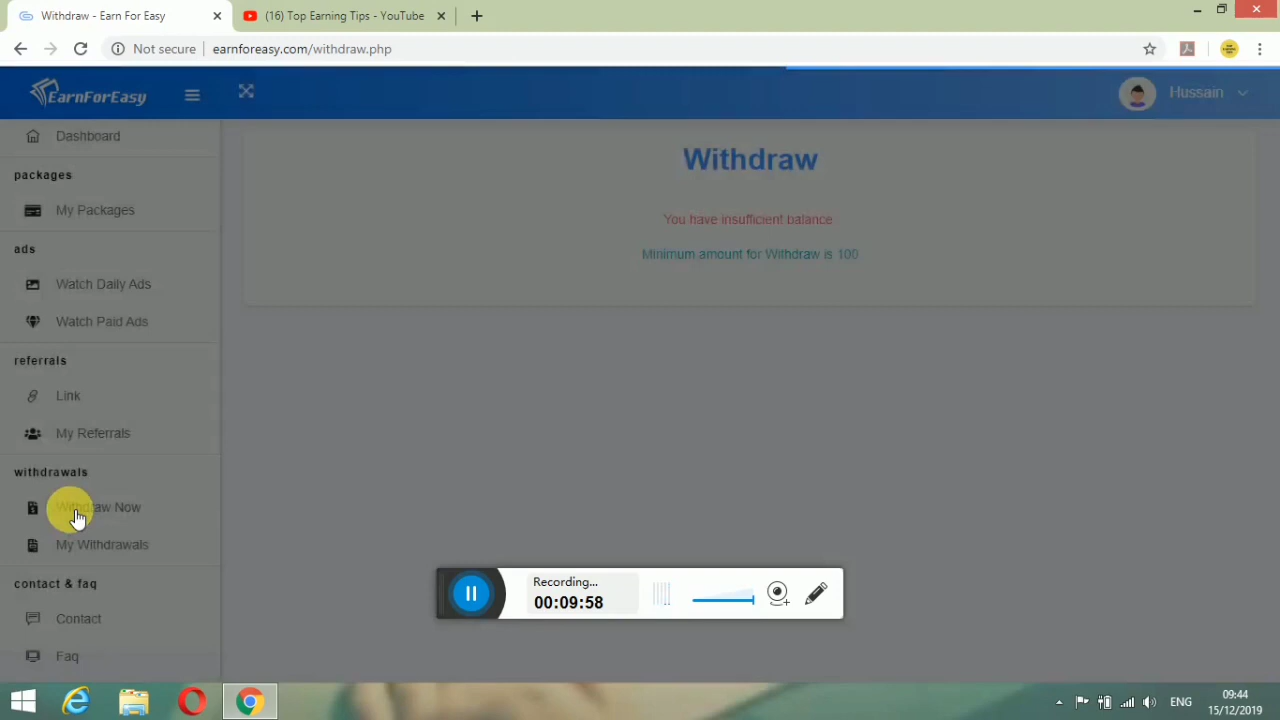 Withdraw - Earn For Easy
(16) Top Earning Tips - YouTube
Not secure
earnforeasy.com/withdraw.php
EarnForEasy
Hussain
Dashboard
packages
My Packages
ads
Watch Daily Ads
Watch Paid Ads
referrals
Link
My Referrals
withdrawals
Withdraw Now
My Withdrawals
contact & faq
Contact
Faq
Withdraw
You have insufficient balance
Minimum amount for Withdraw is 100
Recording...
00:09:58
ENG
09:44
15/12/2019